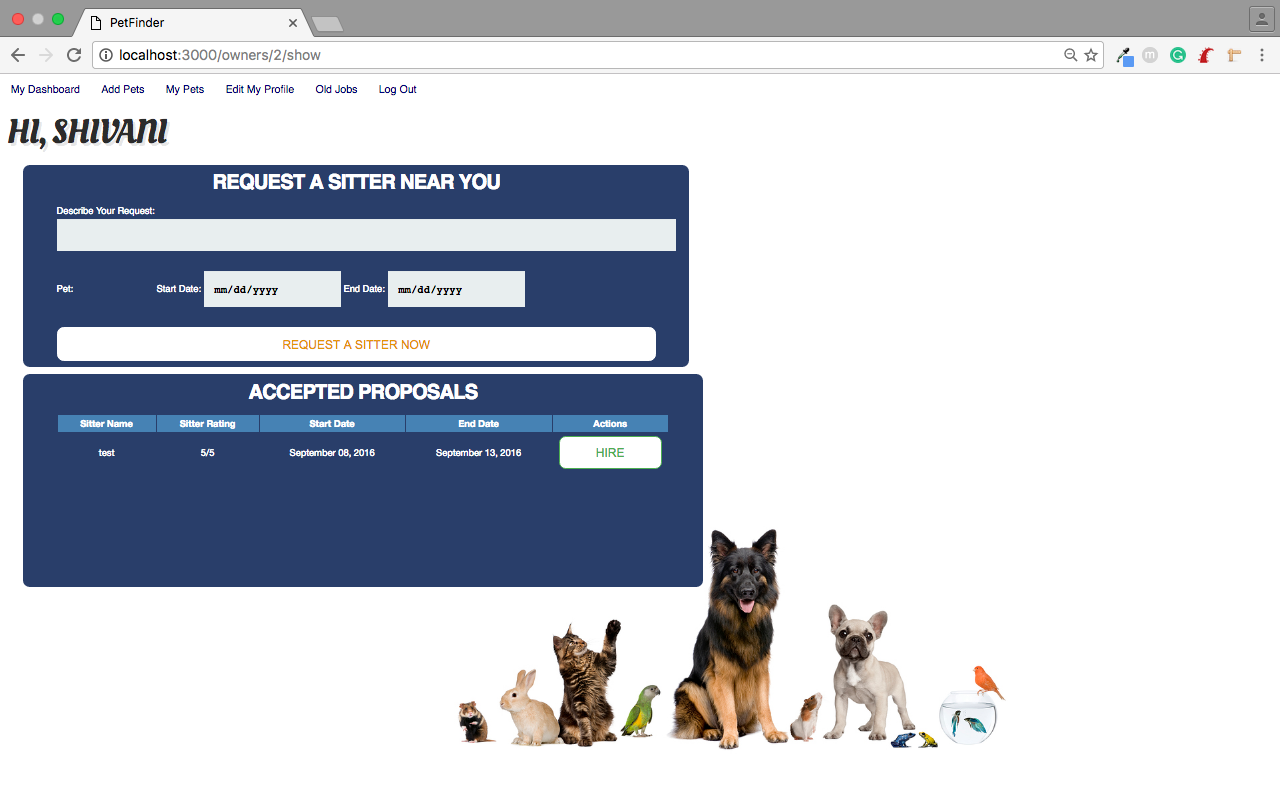 PetFinder
localhost:3000/owners/2/show
My Dashboard Add Pets My Pets Edit My Profile Old Jobs Log Out
HI, SHIVANI
REQUEST A SITTER NEAR YOU
Describe Your Request:
Pet: Start Date: mm/dd/yyyy End Date: mm/dd/yyyy
REQUEST A SITTER NOW
ACCEPTED PROPOSALS
Sitter Name Sitter Rating Start Date End Date Actions
test 5/5 September 08, 2016 September 13, 2016 HIRE